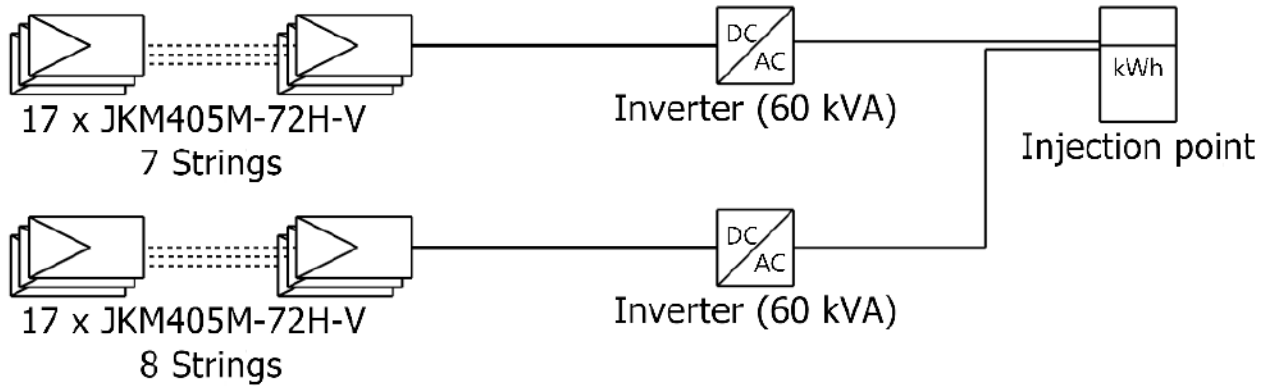 DC
AC
kWh
17 x JKM405M-72H-V
7 Strings
Inverter (60 kVA)
Injection point
DC
AC
17 x JKM405M-72H-V
8 Strings
Inverter (60 kVA)